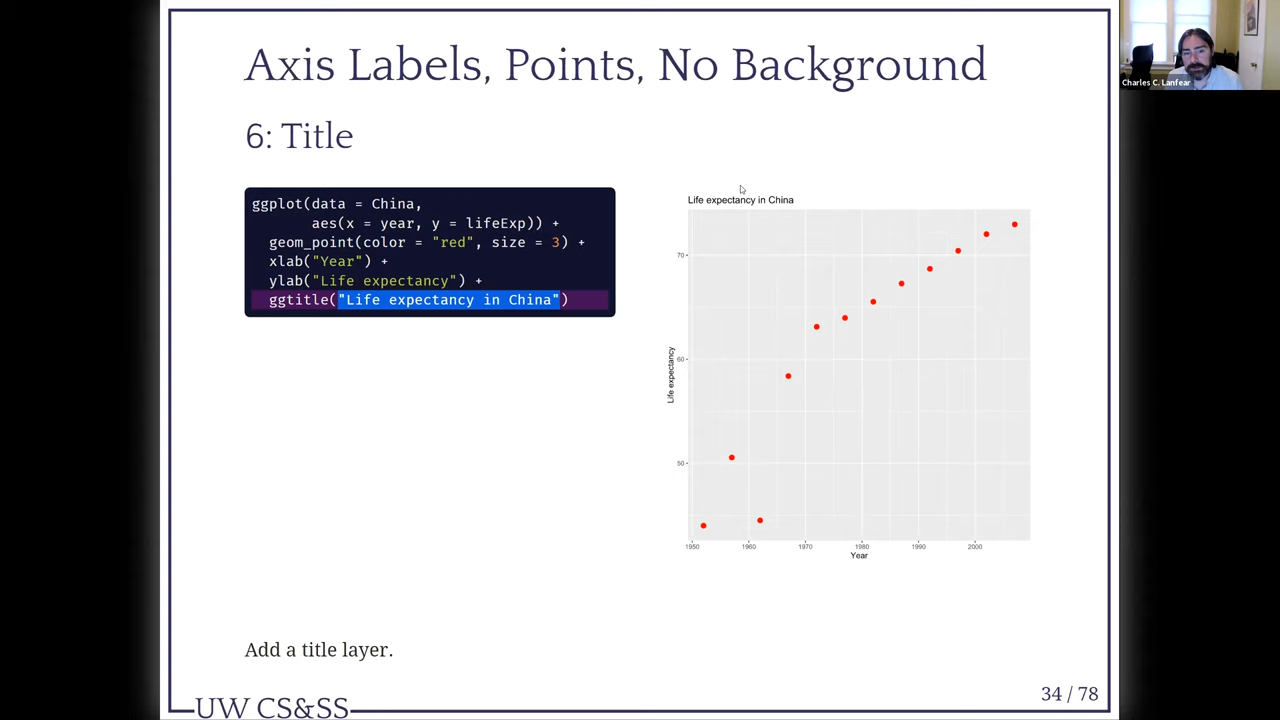 Axis Labels, Points, No Background
6: Title
ggplot(data = China,
aes(x = year, y = lifeExp)) +
geom_point(color = "red", size = 3) +
xlab("Year") +
ylab("Life expectancy") +
ggtitle("Life expectancy in China")
Life expectancy in China
70
60
50
Life expectancy
1950 1960 1970 1980 1990 2000
Year
Add a title layer.
34 / 78
UW CS&SS
Charles C. Lanfear